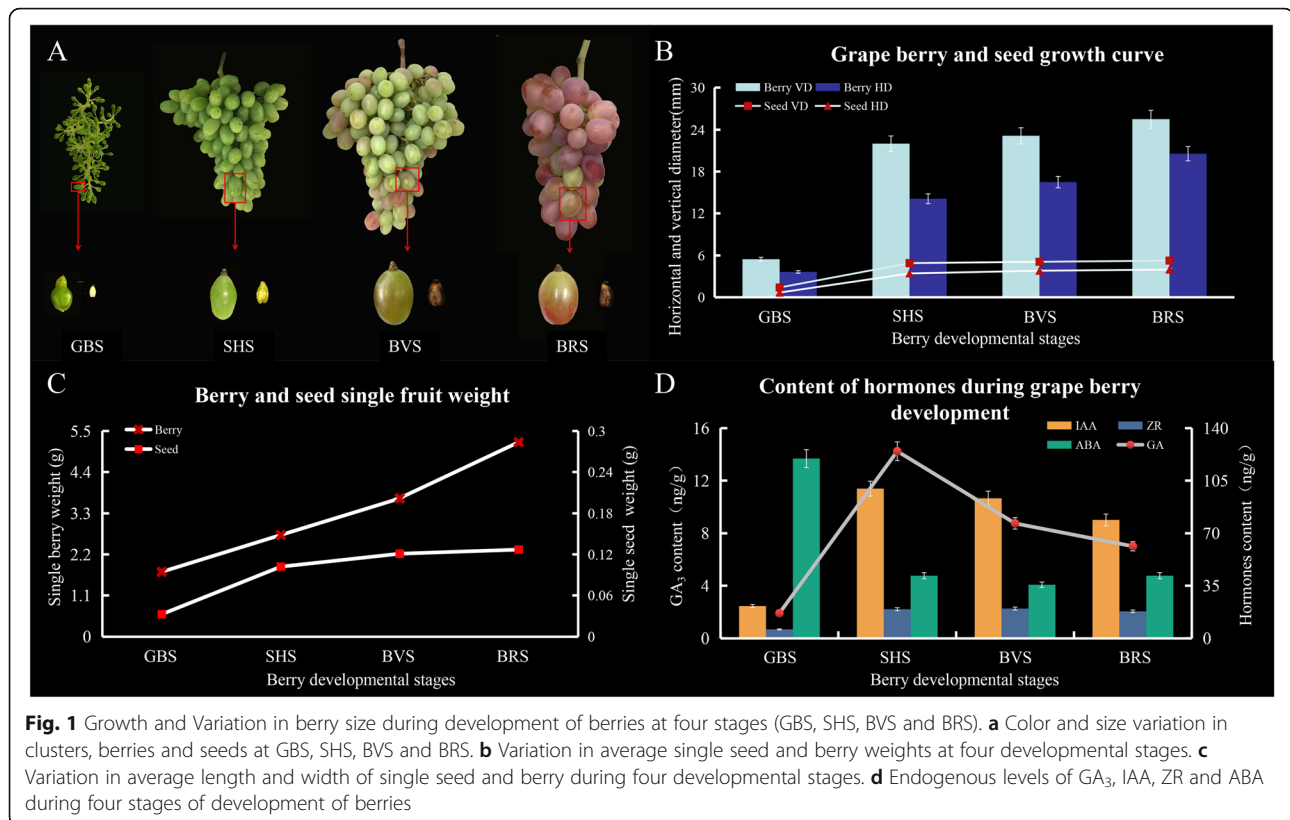 A
GBS
SHS
BVS
BRS
B
Grape berry and seed growth curve
Berry VD
Berry HD
Seed VD
Seed HD
Horizontal and vertical diameter(mm)
30
24
18
12
6
0
GBS
SHS
BVS
BRS
Berry developmental stages
C
Berry and seed single fruit weight
Berry
Seed
Single berry weight (g)
5.5
4.4
3.3
2.2
1.1
0
Single seed weight (g)
0.3
0.24
0.18
0.12
0.06
0
GBS
SHS
BVS
BRS
Berry developmental stages
D
Content of hormones during grape berry
development
IAA
ZR
ABA
GA
GA₃ content（ng/g）
16
12
8
4
0
Hormones content（ng/g）
140
105
70
35
0
GBS
SHS
BVS
BRS
Berry developmental stages
Fig. 1 Growth and Variation in berry size during development of berries at four stages (GBS, SHS, BVS and BRS). a Color and size variation in
clusters, berries and seeds at GBS, SHS, BVS and BRS. b Variation in average single seed and berry weights at four developmental stages. c
Variation in average length and width of single seed and berry during four developmental stages. d Endogenous levels of GA₃, IAA, ZR and ABA
during four stages of development of berries